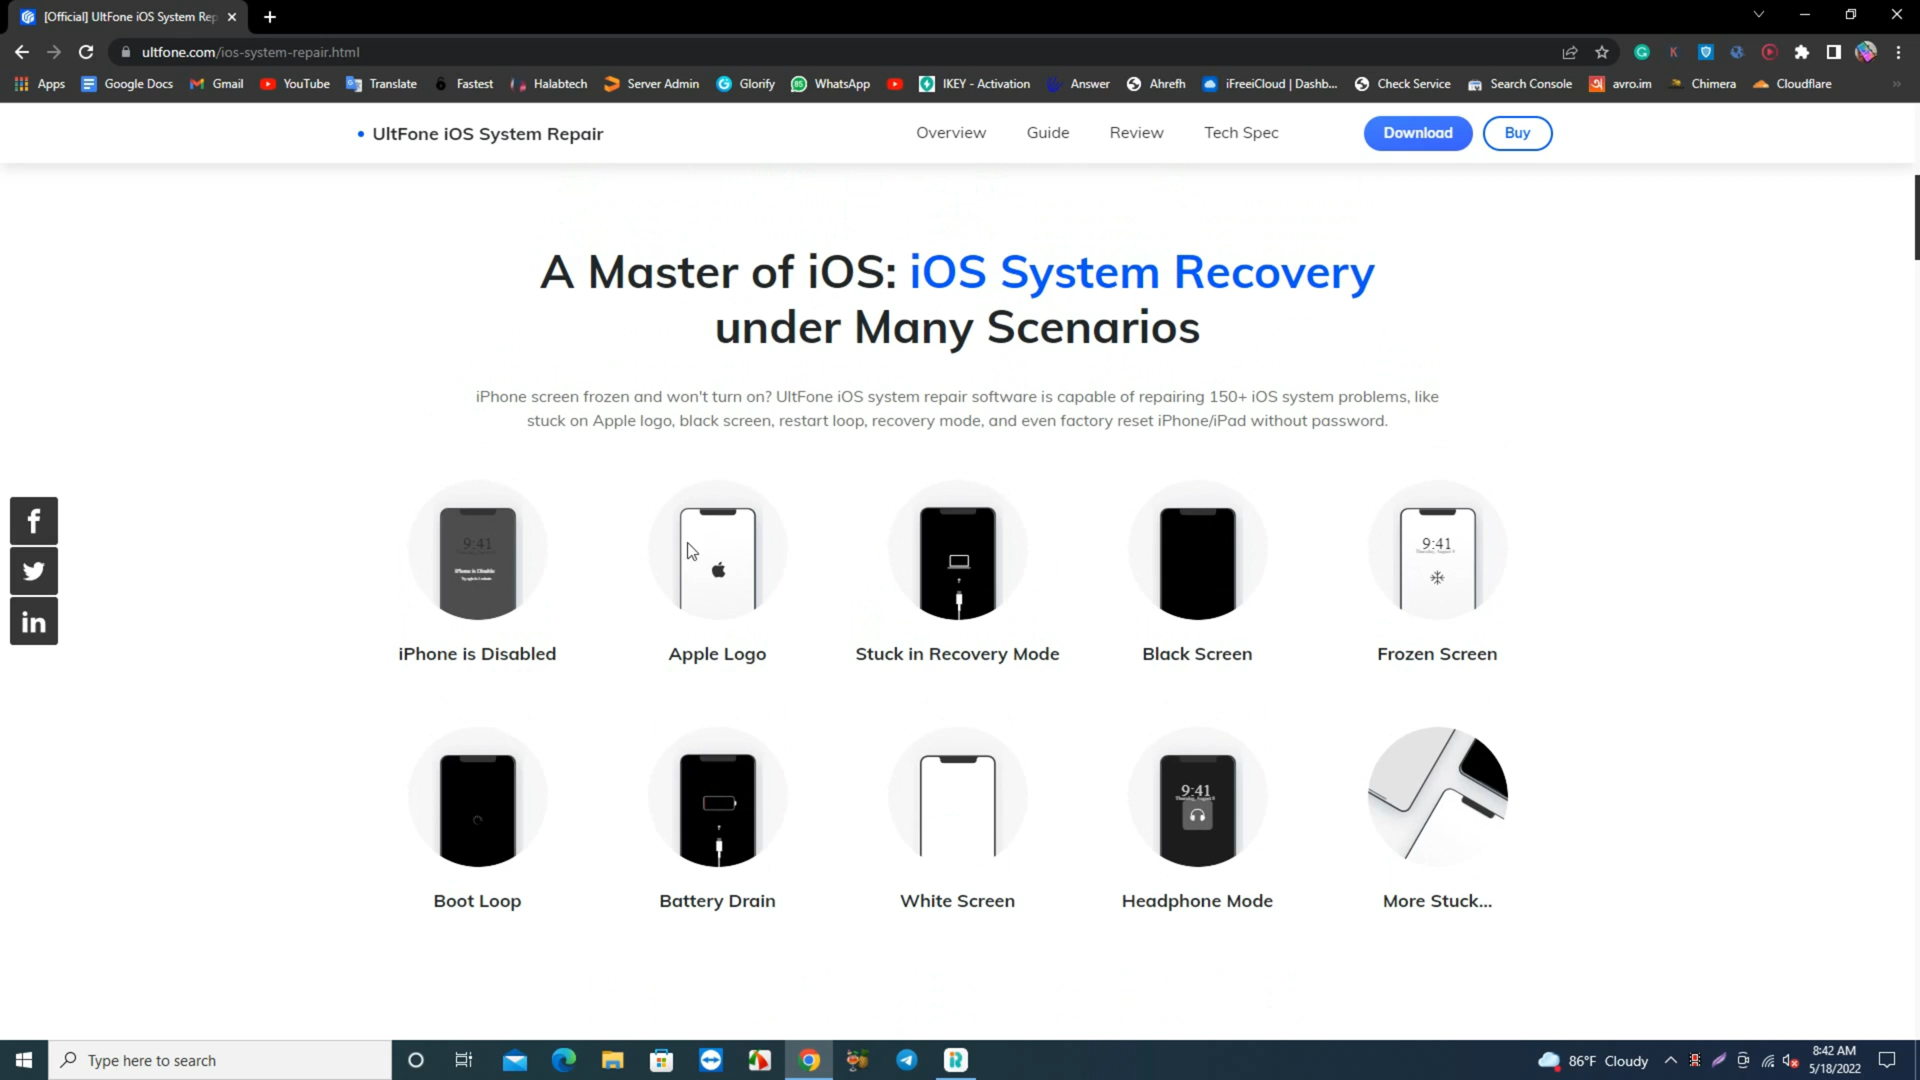 [Official] UltFone iOS System Rep
ultfone.com/ios-system-repair.html
Apps
Google Docs
Gmail
YouTube
Translate
Fastest
Halabtech
Server Admin
Glorify
WhatsApp
IKEY - Activation
Answer
Ahrefh
iFreeiCloud | Dashb...
Check Service
Search Console
avro.im
Chimera
Cloudflare
UltFone iOS System Repair
Overview
Guide
Review
Tech Spec
Download
Buy
A Master of iOS: iOS System Recovery
under Many Scenarios
iPhone screen frozen and won't turn on? UltFone iOS system repair software is capable of repairing 150+ iOS system problems, like
stuck on Apple logo, black screen, restart loop, recovery mode, and even factory reset iPhone/iPad without password.
9:41
iPhone is Disable
9:41
iPhone is Disabled
Apple Logo
Stuck in Recovery Mode
Black Screen
Frozen Screen
9:41
Boot Loop
Battery Drain
White Screen
Headphone Mode
More Stuck...
Type here to search
86°F Cloudy
8:42 AM
5/18/2022